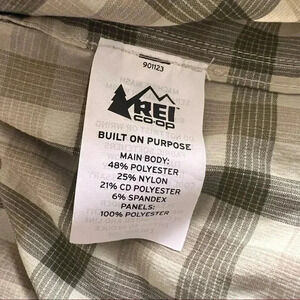 901123
REI
CO·OP
BUILT ON PURPOSE
MAIN BODY:
48% POLYESTER
25% NYLON
21% CD POLYESTER
6% SPANDEX
PANELS:
100% POLYESTER